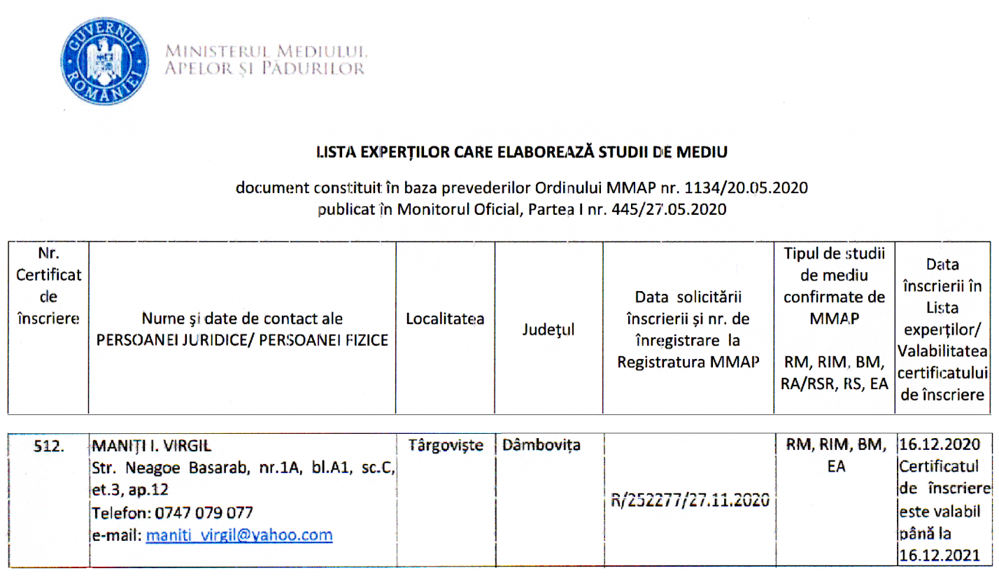 GUVERNUL ROMÂNIEI
MINISTERUL MEDIULUI,
APELOR ȘI PĂDURILOR
LISTA EXPERȚILOR CARE ELABOREAZĂ STUDII DE MEDIU
document constituit în baza prevederilor Ordinului MMAP nr. 1134/20.05.2020
publicat în Monitorul Oficial, Partea I nr. 445/27.05.2020
Nr.
Certificat
de
înscriere
Nume şi date de contact ale
PERSOANEI JURIDICE/ PERSOANEI FIZICE
Localitatea
Judeţul
Data solicitării
înscrierii și nr. de
înregistrare la
Registratura MMAP
Tipul de studii
de mediu
confirmate de
MMAP
RM, RIM, BM,
RA/RSR, RS, EA
Data
înscrierii în
Lista
experților/
Valabilitatea
certificatului
de înscriere
512.
MANIȚI I. VIRGIL
Str. Neagoe Basarab, nr.1A, bl.A1, sc.C,
et.3, ap.12
Telefon: 0747 079 077
e-mail: maniti_virgil@yahoo.com
Târgoviște
Dâmbovița
R/252277/27.11.2020
RM, RIM, BM,
EA
16.12.2020
Certificatul
de înscriere
este valabil
până la
16.12.2021